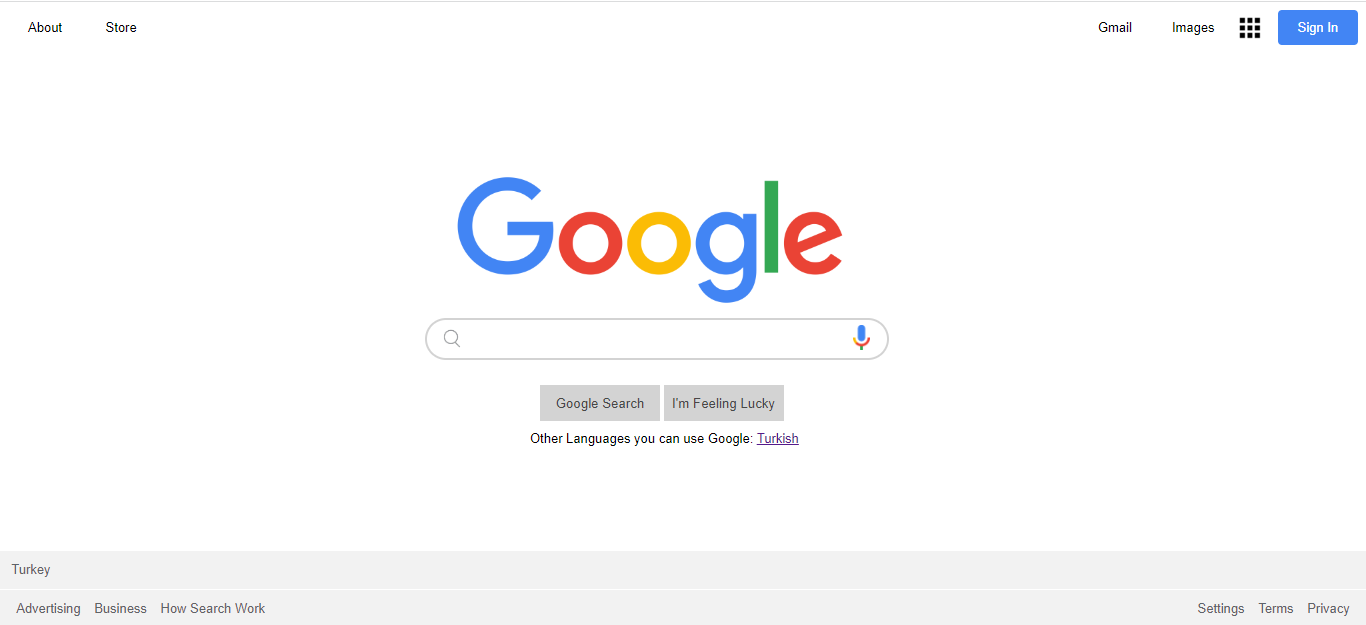 About Store Gmail Images Sign In
Google
Google Search I'm Feeling Lucky
Other Languages you can use Google: Turkish
Turkey
Advertising Business How Search Work Settings Terms Privacy